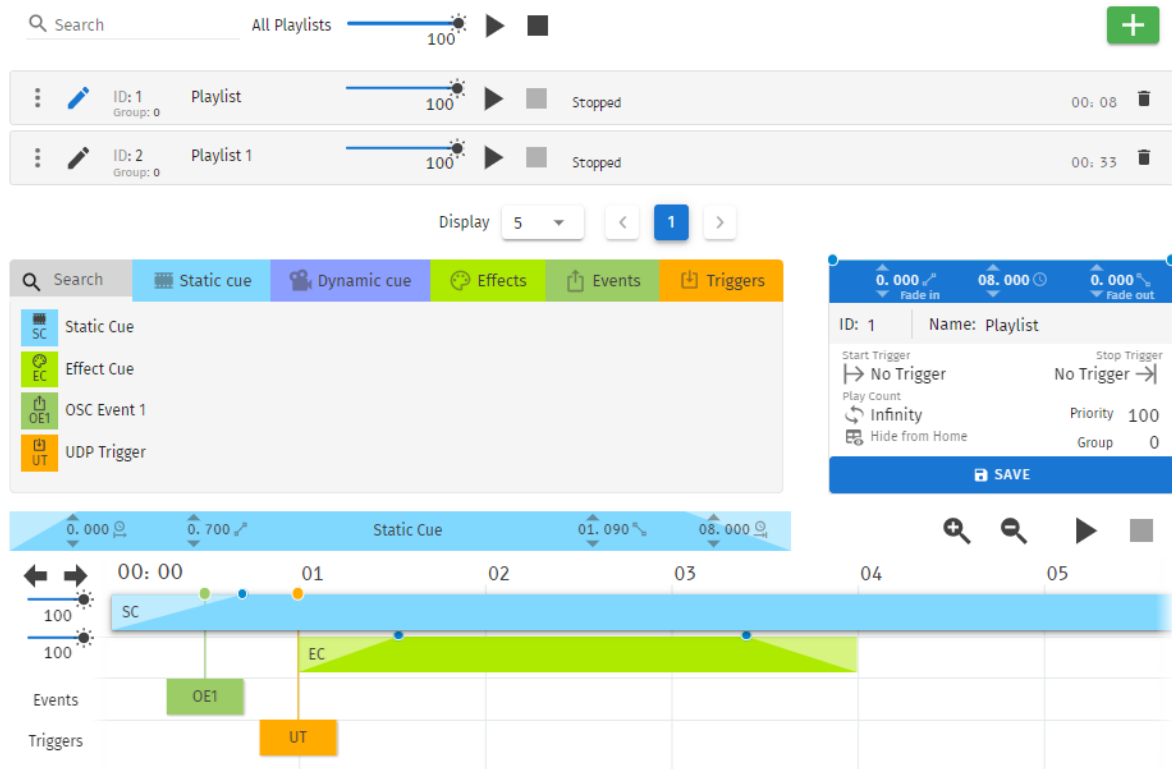 Search All Playlists 100
ID: 1 Playlist 100 Stopped 00: 08
Group: 0
ID: 2 Playlist 1 100 Stopped 00: 33
Group: 0
Display 5 1
Search Static cue Dynamic cue Effects Events Triggers
SC Static Cue
EC Effect Cue
OE1 OSC Event 1
UT UDP Trigger
0. 000 08. 000 0. 000
Fade in Fade out
ID: 1 Name: Playlist
Start Trigger Stop Trigger
No Trigger No Trigger
Play Count
Infinity Priority 100
Hide from Home Group 0
SAVE
0. 000 0. 700 Static Cue 01. 090 08. 000
00: 00 01 02 03 04 05
100 SC
100 EC
Events OE1
Triggers UT